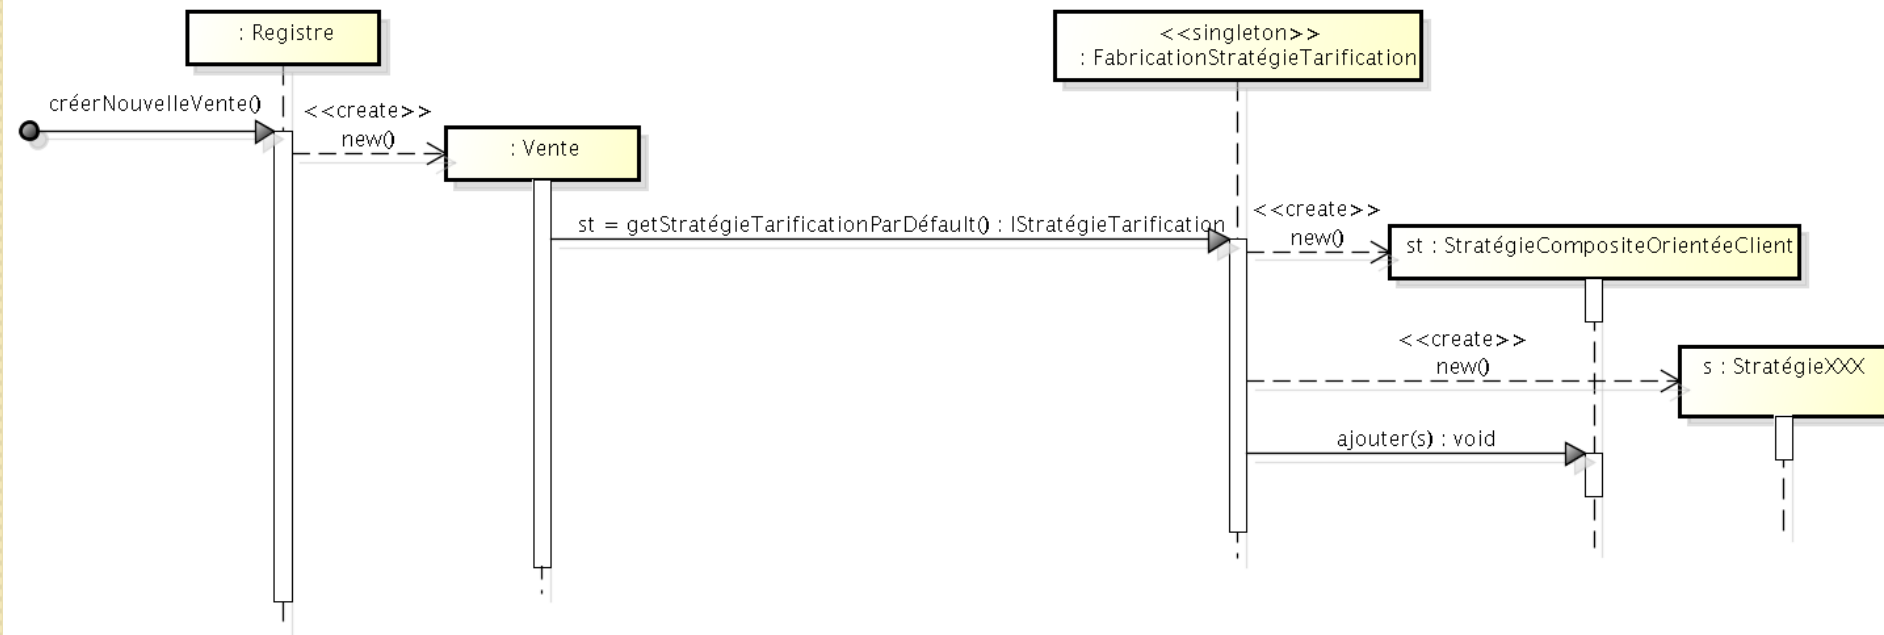 : Registre
<<singleton>>
: FabricationStratégieTarification
créerNouvelleVente()
<<create>>
new()
: Vente
st = getStratégieTarificationParDéfault() : IStratégieTarification
<<create>>
new()
st : StratégieCompositeOrientéeClient
<<create>>
new()
s : StratégieXXX
ajouter(s) : void